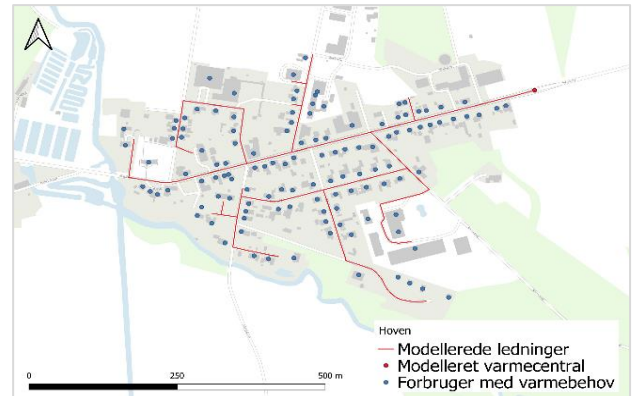 Hoven
Modellerede ledninger
Modelleret varmecentral
Forbruger med varmebehov
0 250 500 m